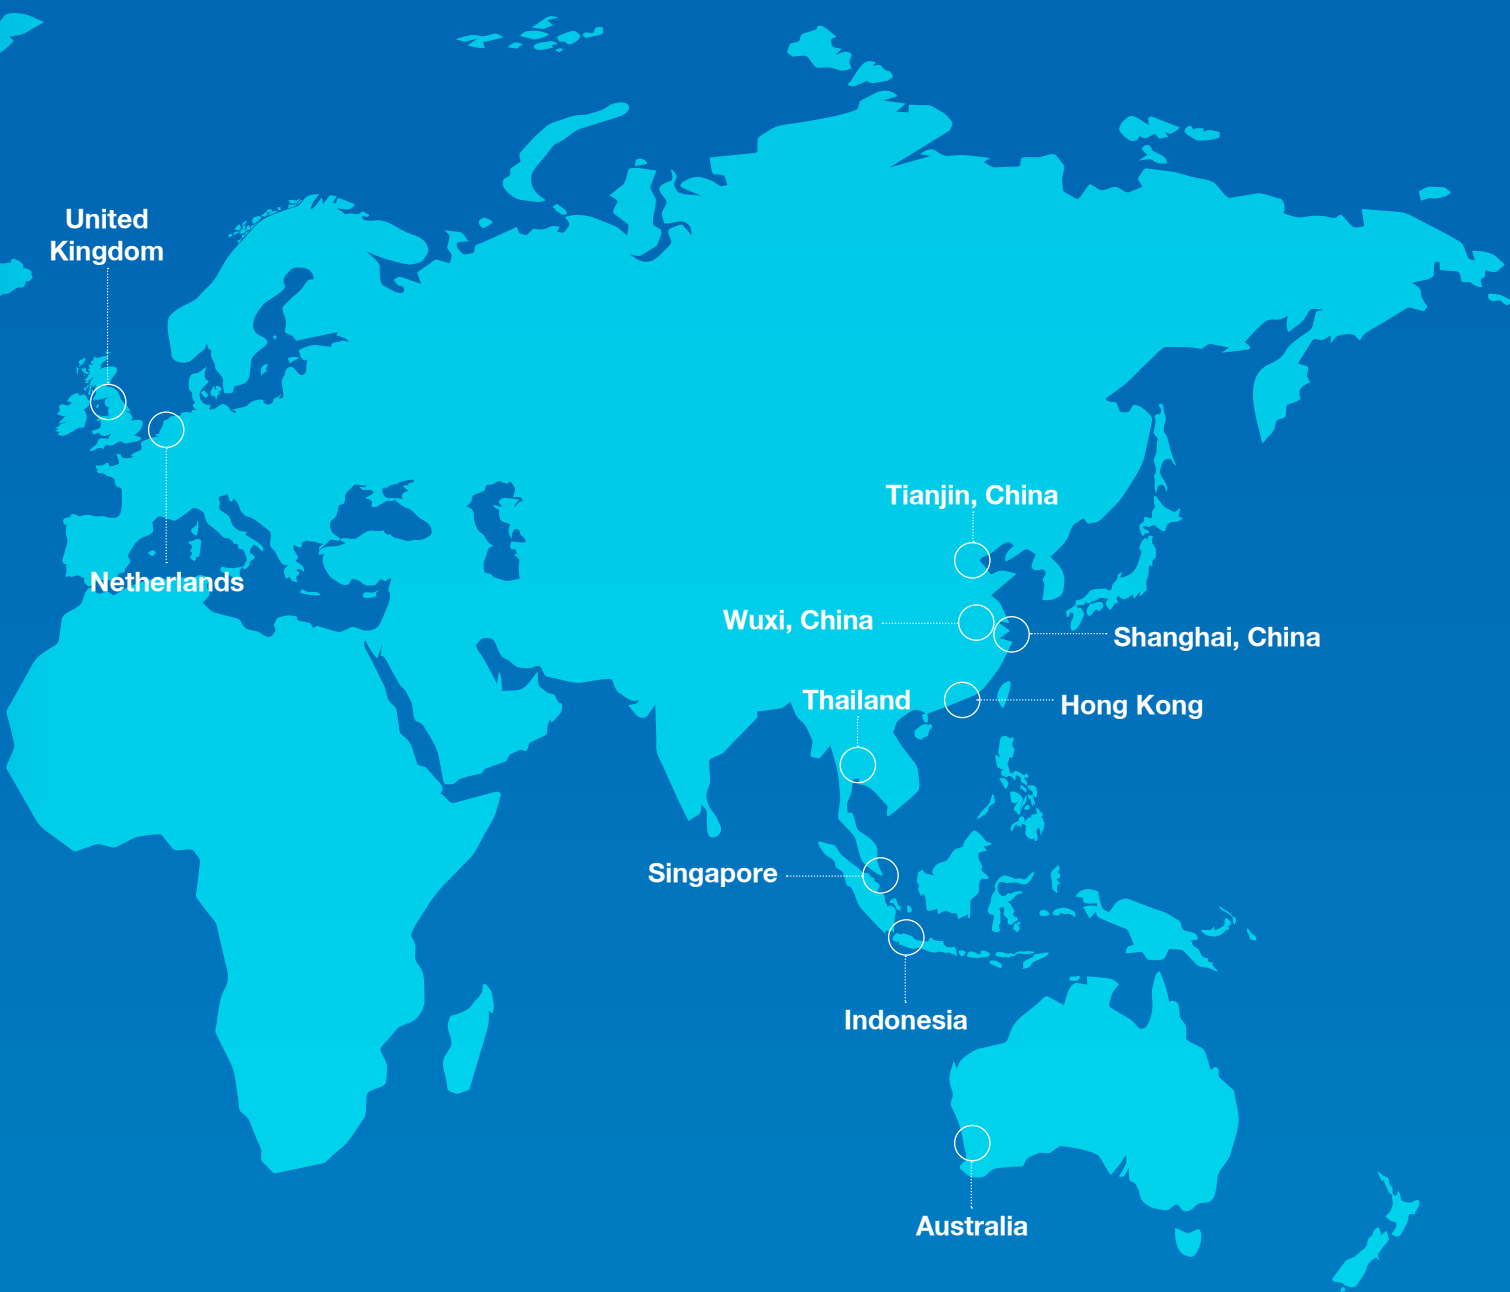 United
Kingdom
Netherlands
Tianjin, China
Wuxi, China
Shanghai, China
Thailand
Hong Kong
Singapore
Indonesia
Australia